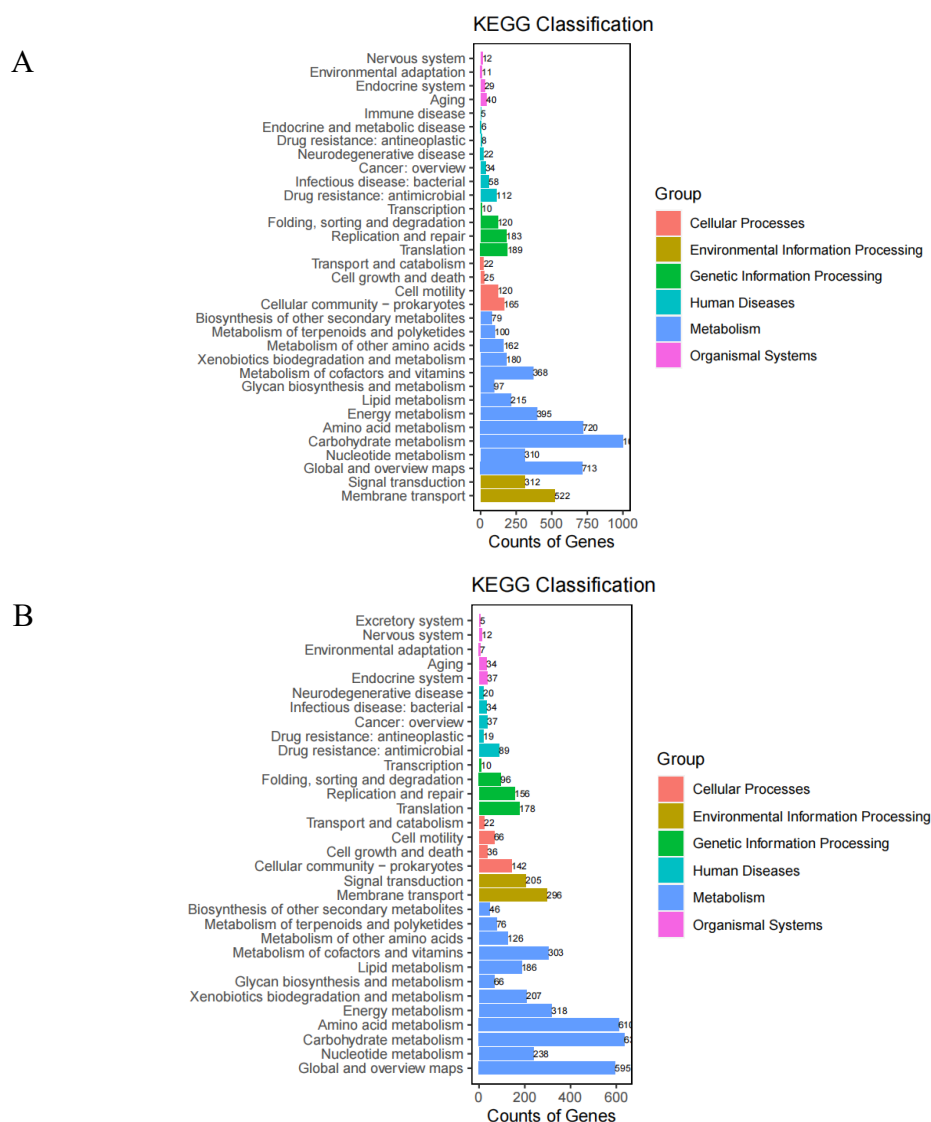 A
KEGG Classification
Nervous system 12
Environmental adaptation 11
Endocrine system 29
Aging 40
Immune disease 5
Endocrine and metabolic disease 6
Drug resistance: antineoplastic 8
Neurodegenerative disease 22
Cancer: overview 34
Infectious disease: bacterial 58
Drug resistance: antimicrobial 112
Transcription 10
Folding, sorting and degradation 120
Replication and repair 183
Translation 189
Transport and catabolism 22
Cell growth and death 25
Cell motility 120
Cellular community − prokaryotes 165
Biosynthesis of other secondary metabolites 79
Metabolism of terpenoids and polyketides 100
Metabolism of other amino acids 162
Xenobiotics biodegradation and metabolism 180
Metabolism of cofactors and vitamins 368
Glycan biosynthesis and metabolism 97
Lipid metabolism 215
Energy metabolism 395
Amino acid metabolism 720
Carbohydrate metabolism
Nucleotide metabolism 310
Global and overview maps 713
Signal transduction 312
Membrane transport 522
0 250 500 750 1000
Counts of Genes
Group
Cellular Processes
Environmental Information Processing
Genetic Information Processing
Human Diseases
Metabolism
Organismal Systems
B
KEGG Classification
Excretory system 5
Nervous system 12
Environmental adaptation 7
Aging 34
Endocrine system 37
Neurodegenerative disease 20
Infectious disease: bacterial 34
Cancer: overview 37
Drug resistance: antineoplastic 19
Drug resistance: antimicrobial 89
Transcription 10
Folding, sorting and degradation 96
Replication and repair 156
Translation 178
Transport and catabolism 22
Cell motility 66
Cell growth and death 36
Cellular community − prokaryotes 142
Signal transduction 205
Membrane transport 296
Biosynthesis of other secondary metabolites 46
Metabolism of terpenoids and polyketides 76
Metabolism of other amino acids 126
Metabolism of cofactors and vitamins 303
Lipid metabolism 186
Glycan biosynthesis and metabolism 66
Xenobiotics biodegradation and metabolism 207
Energy metabolism 318
Amino acid metabolism 610
Carbohydrate metabolism
Nucleotide metabolism 238
Global and overview maps 595
0 200 400 600
Counts of Genes
Group
Cellular Processes
Environmental Information Processing
Genetic Information Processing
Human Diseases
Metabolism
Organismal Systems